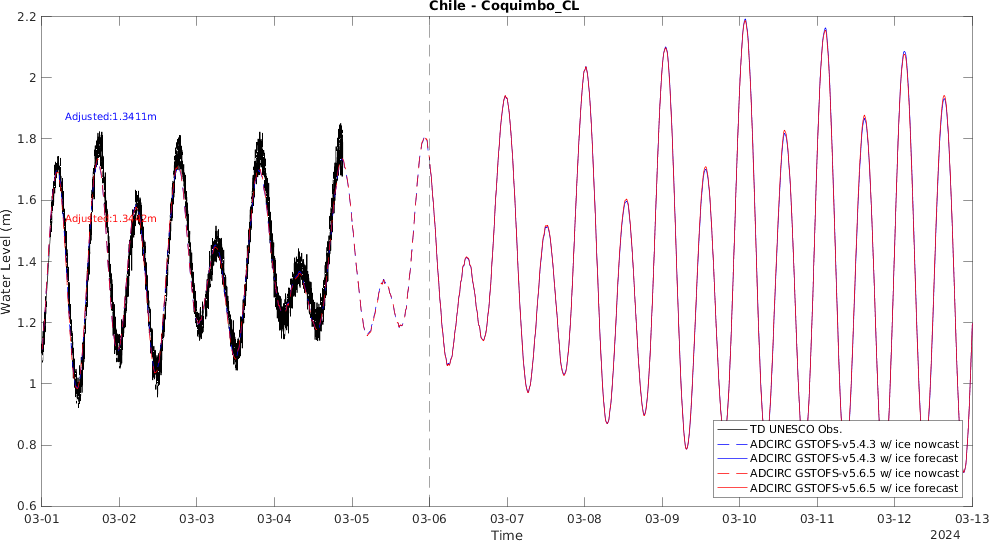 Chile - Coquimbo_CL
Water Level (m)
2.2
2
1.8
1.6
1.4
1.2
1
0.8
0.6
Adjusted:1.3411m
TD UNESCO Obs.
ADCIRC GSTOFS-v5.4.3 w/ ice nowcast
ADCIRC GSTOFS-v5.4.3 w/ ice forecast
ADCIRC GSTOFS-v5.6.5 w/ ice nowcast
ADCIRC GSTOFS-v5.6.5 w/ ice forecast
03-01 03-02 03-03 03-04 03-05 03-06 03-07 03-08 03-09 03-10 03-11 03-12 03-13
Time
2024